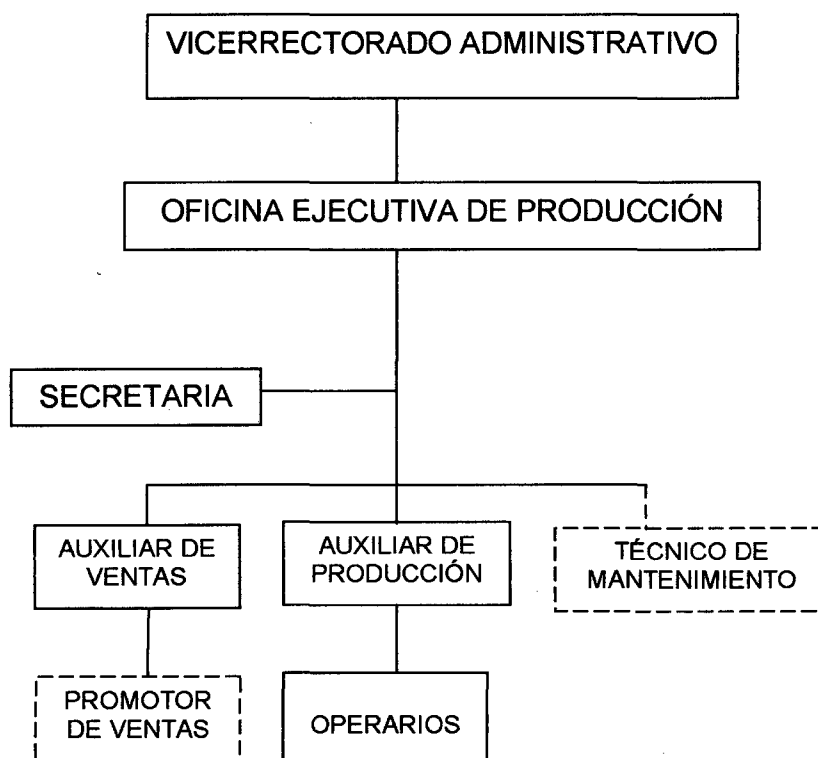 VICERRECTORADO ADMINISTRATIVO
OFICINA EJECUTIVA DE PRODUCCIÓN
SECRETARIA
AUXILIAR DE
VENTAS
AUXILIAR DE
PRODUCCIÓN
TÉCNICO DE
MANTENIMIENTO
PROMOTOR
DE VENTAS
OPERARIOS